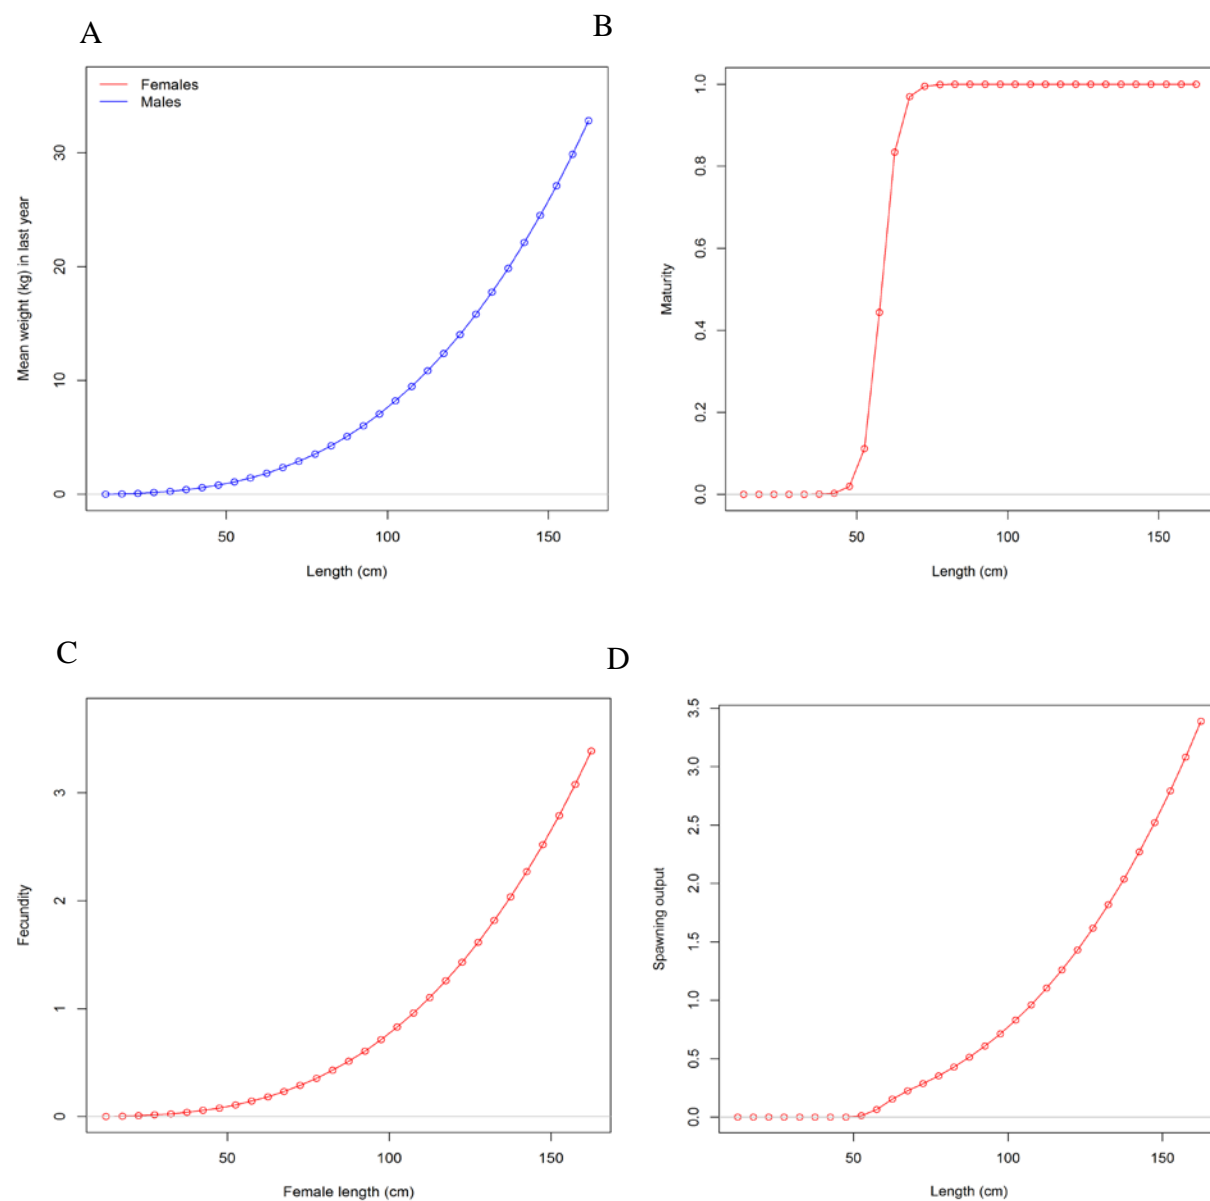 A
Females
Males
Mean weight (kg) in last year
30
20
10
0
50
100
150
Length (cm)
B
Maturity
1.0
0.8
0.6
0.4
0.2
0.0
50
100
150
Length (cm)
C
Fecundity
3
2
1
0
50
100
150
Female length (cm)
D
Spawning output
3.5
3.0
2.5
2.0
1.5
1.0
0.5
0.0
50
100
150
Length (cm)